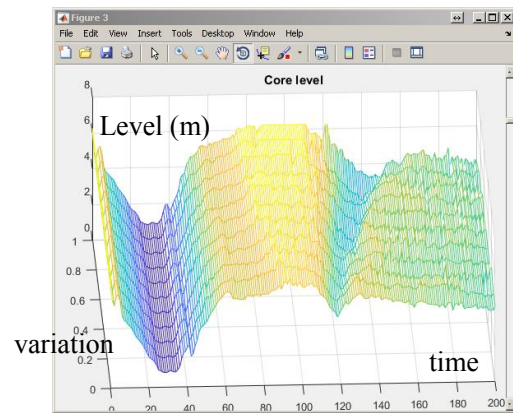 Figure 3
File Edit View Insert Tools Desktop Window Help
Core level
8
6
4
2
0
Level (m)
1
0.8
0.6
0.4
0.2
0
variation
time
0 20 40 60 80 100 120 140 160 180 200